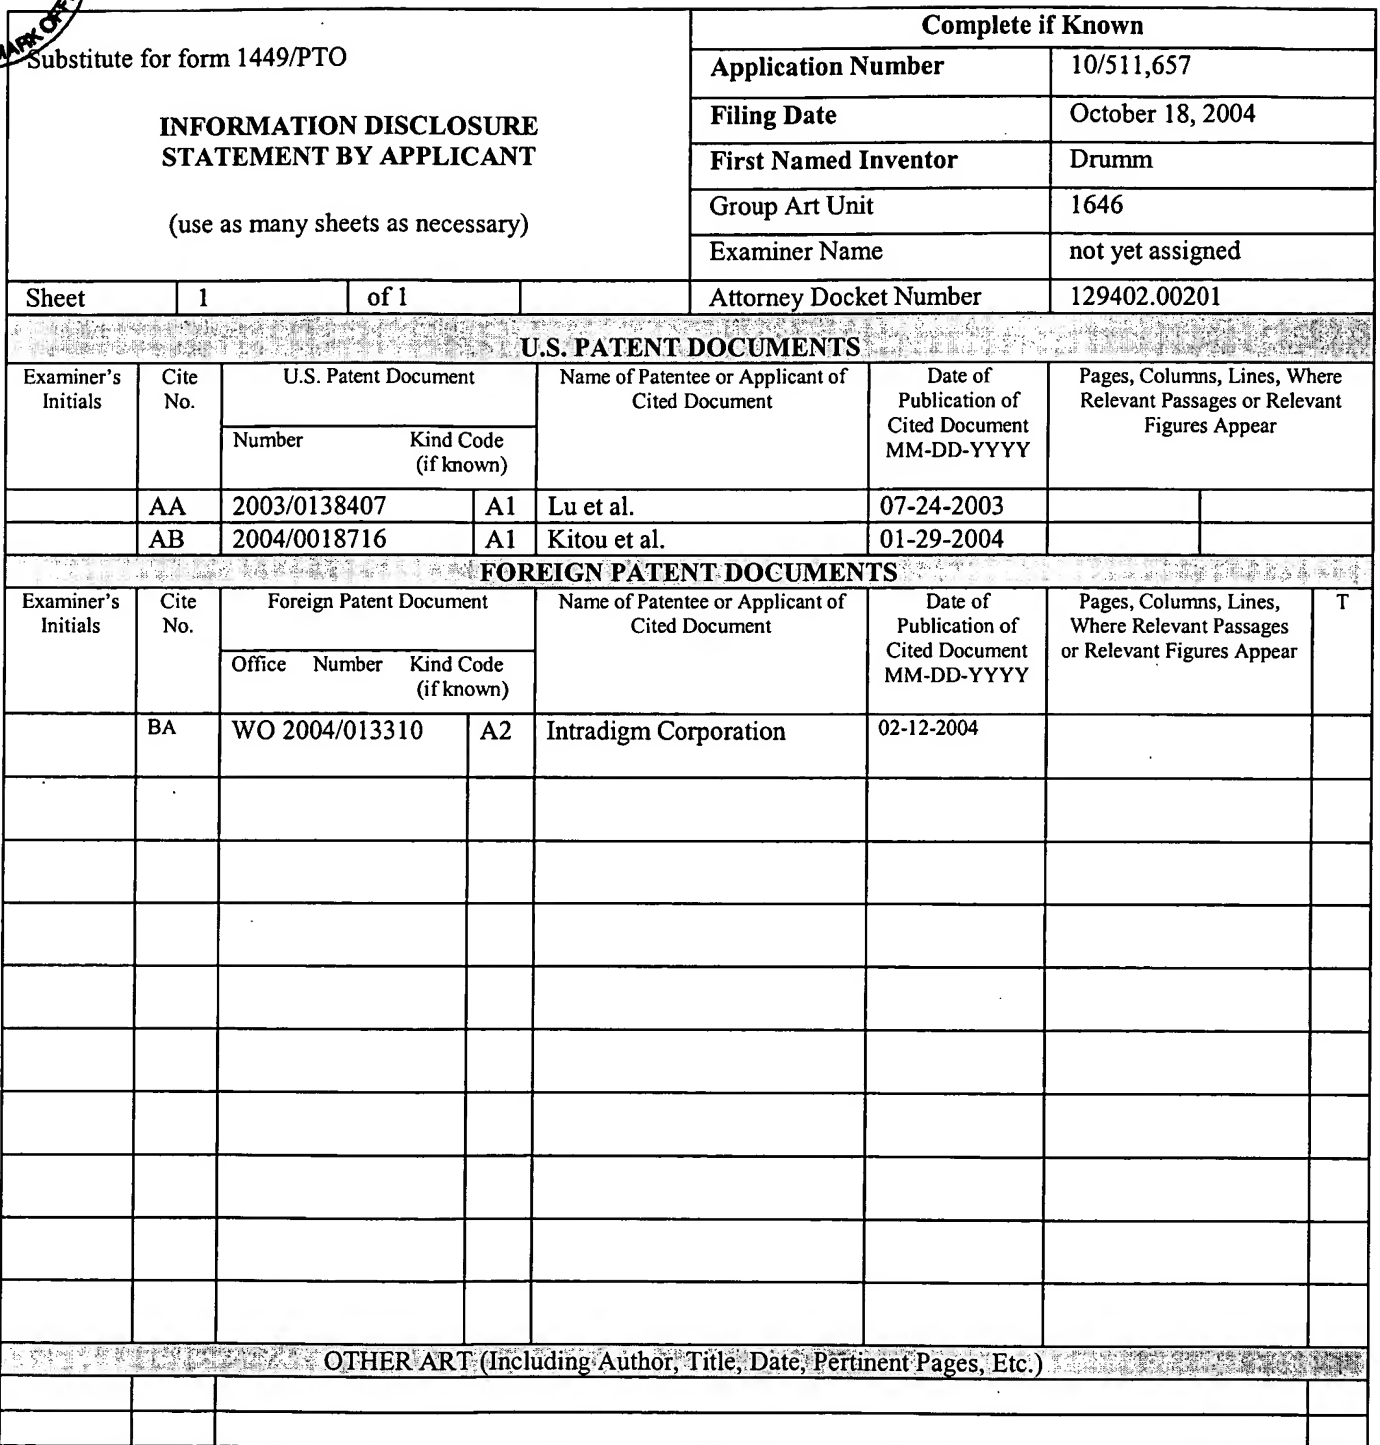 MARK OFF
Substitute for form 1449/PTO
INFORMATION DISCLOSURE
STATEMENT BY APPLICANT
(use as many sheets as necessary)
Complete if Known
Application Number 10/511,657
Filing Date October 18, 2004
First Named Inventor Drumm
Group Art Unit 1646
Examiner Name not yet assigned
Sheet 1 of 1 Attorney Docket Number 129402.00201
U.S. PATENT DOCUMENTS
Examiner's
Initials
Cite
No.
U.S. Patent Document
Number Kind Code
(if known)
Name of Patentee or Applicant of
Cited Document
Date of
Publication of
Cited Document
MM-DD-YYYY
Pages, Columns, Lines, Where
Relevant Passages or Relevant
Figures Appear
AA 2003/0138407 A1 Lu et al. 07-24-2003
AB 2004/0018716 A1 Kitou et al. 01-29-2004
FOREIGN PATENT DOCUMENTS
Examiner's
Initials
Cite
No.
Foreign Patent Document
Office Number Kind Code
(if known)
Name of Patentee or Applicant of
Cited Document
Date of
Publication of
Cited Document
MM-DD-YYYY
Pages, Columns, Lines,
Where Relevant Passages
or Relevant Figures Appear
T
BA WO 2004/013310 A2 Intradigm Corporation 02-12-2004
OTHER ART (Including Author, Title, Date, Pertinent Pages, Etc.)